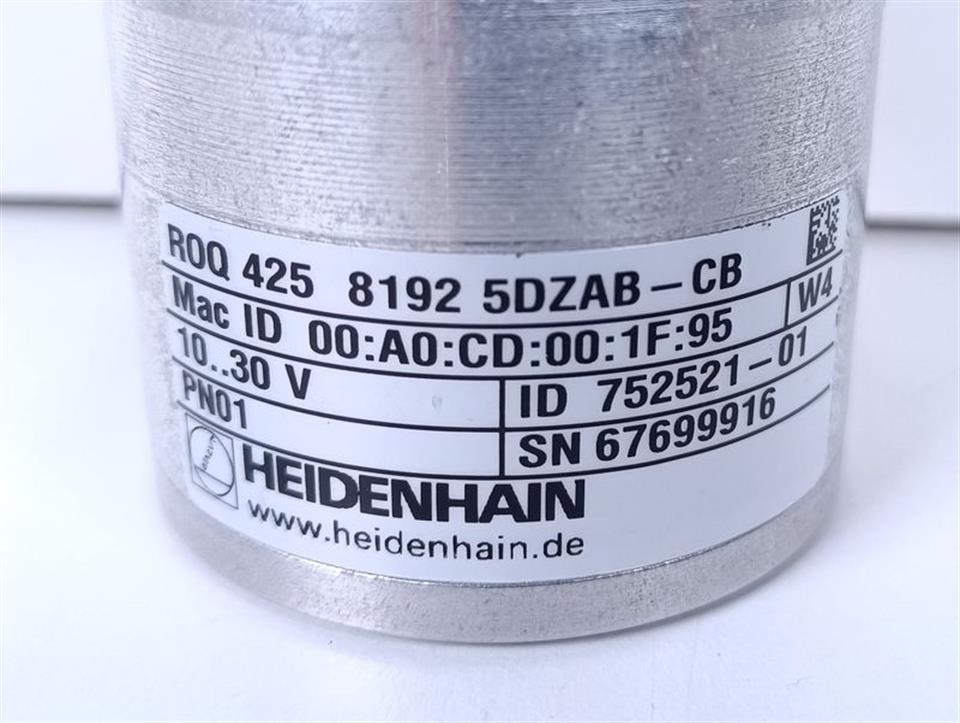 ROQ 425 8192 5DZAB-CB
Mac ID 00:A0:CD:00:1F:95 W4
10..30 V ID 752521-01
PN01 SN 67699916
HEIDENHAIN
www.heidenhain.de